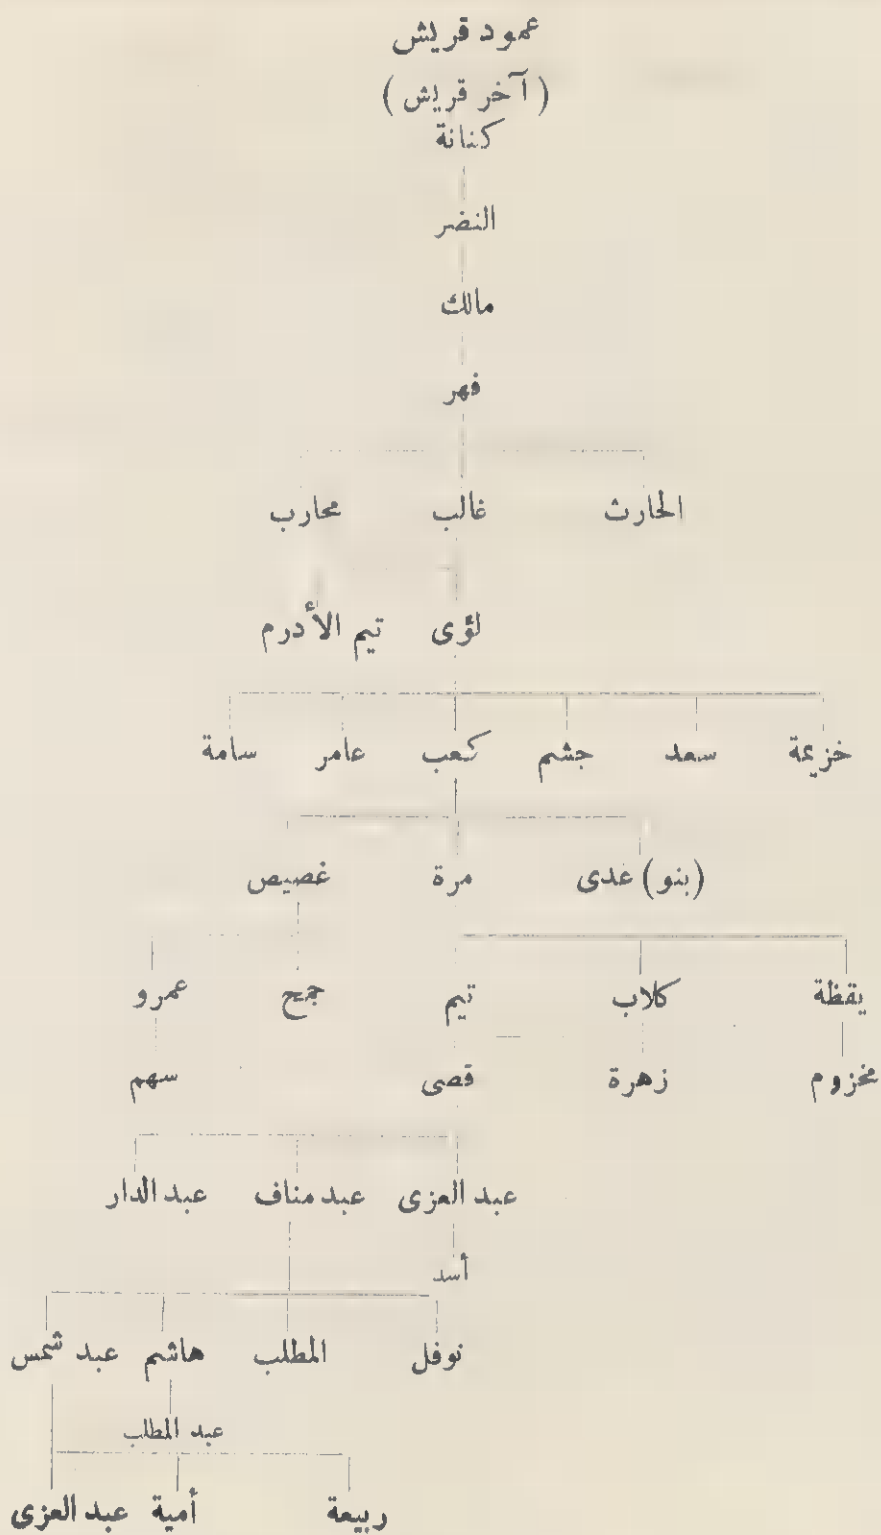 عمود قريش
(آخر قريش)
كنانة
النضر
مالك
فهر
الحارث غالب محارب
لؤى تيم الأدرم
خزيمة سعد جشم كعب عامر سامة
(بنو) غدى مرة غصيص
يقظة كلاب تيم جمح عمرو
مخزوم زهرة قصى سهم
عبد العزى عبد مناف عبد الدار
أسد
نوفل المطلب هاشم عبد شمس
عبد المطلب
ربيعة أمية عبد العزى